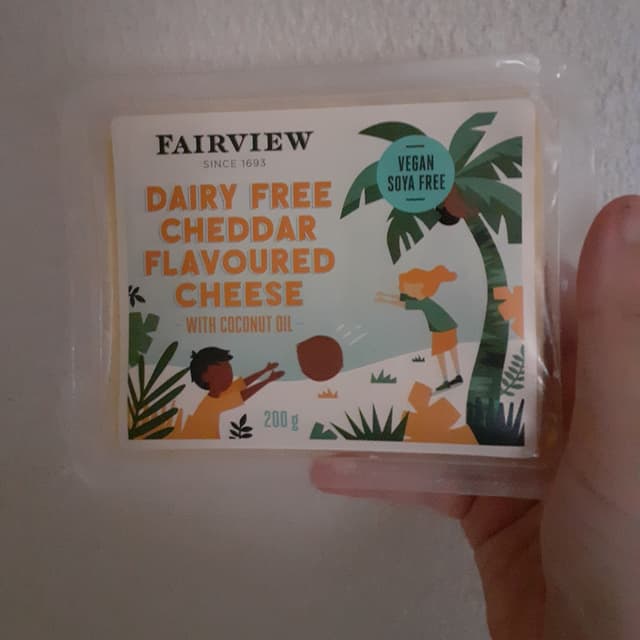 FAIRVIEW
SINCE 1693
DAIRY FREE
CHEDDAR
FLAVOURED
CHEESE
WITH COCONUT OIL
VEGAN
SOYA FREE
200 g